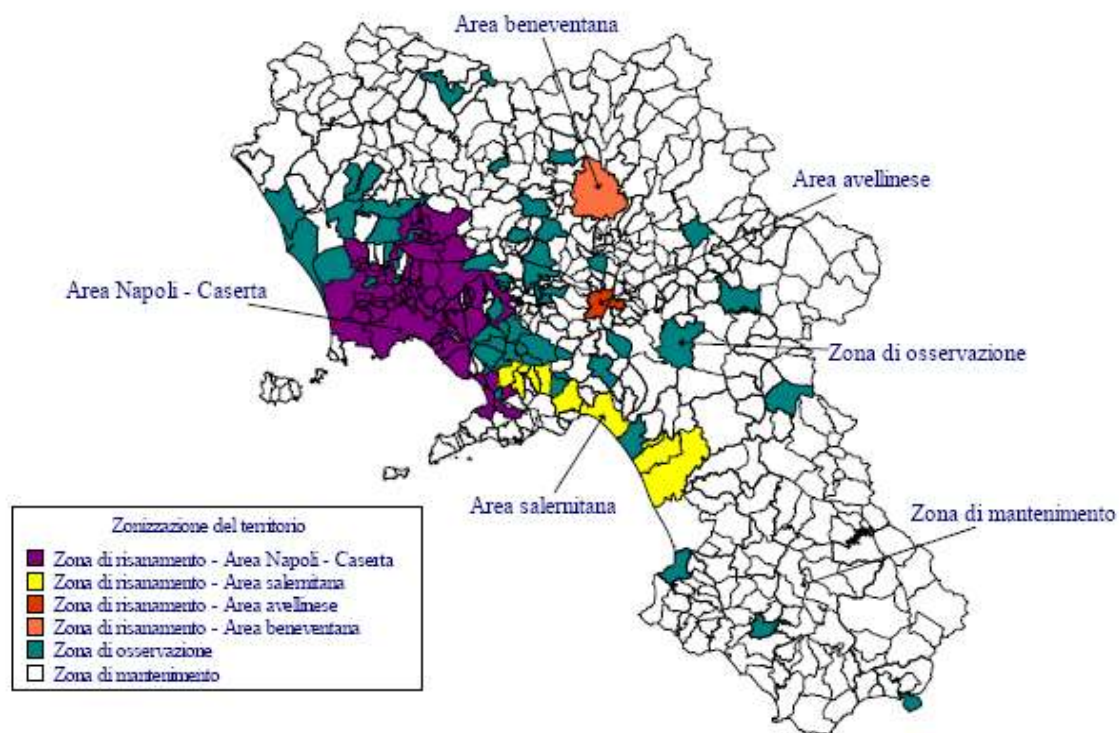 Area beneventana
Area avellinese
Area Napoli - Caserta
Zona di osservazione
Area salernitana
Zona di mantenimento
Zonizzazione del territorio
Zona di risanamento - Area Napoli - Caserta
Zona di risanamento - Area salernitana
Zona di risanamento - Area avellinese
Zona di risanamento - Area beneventana
Zona di osservazione
Zona di mantenimento